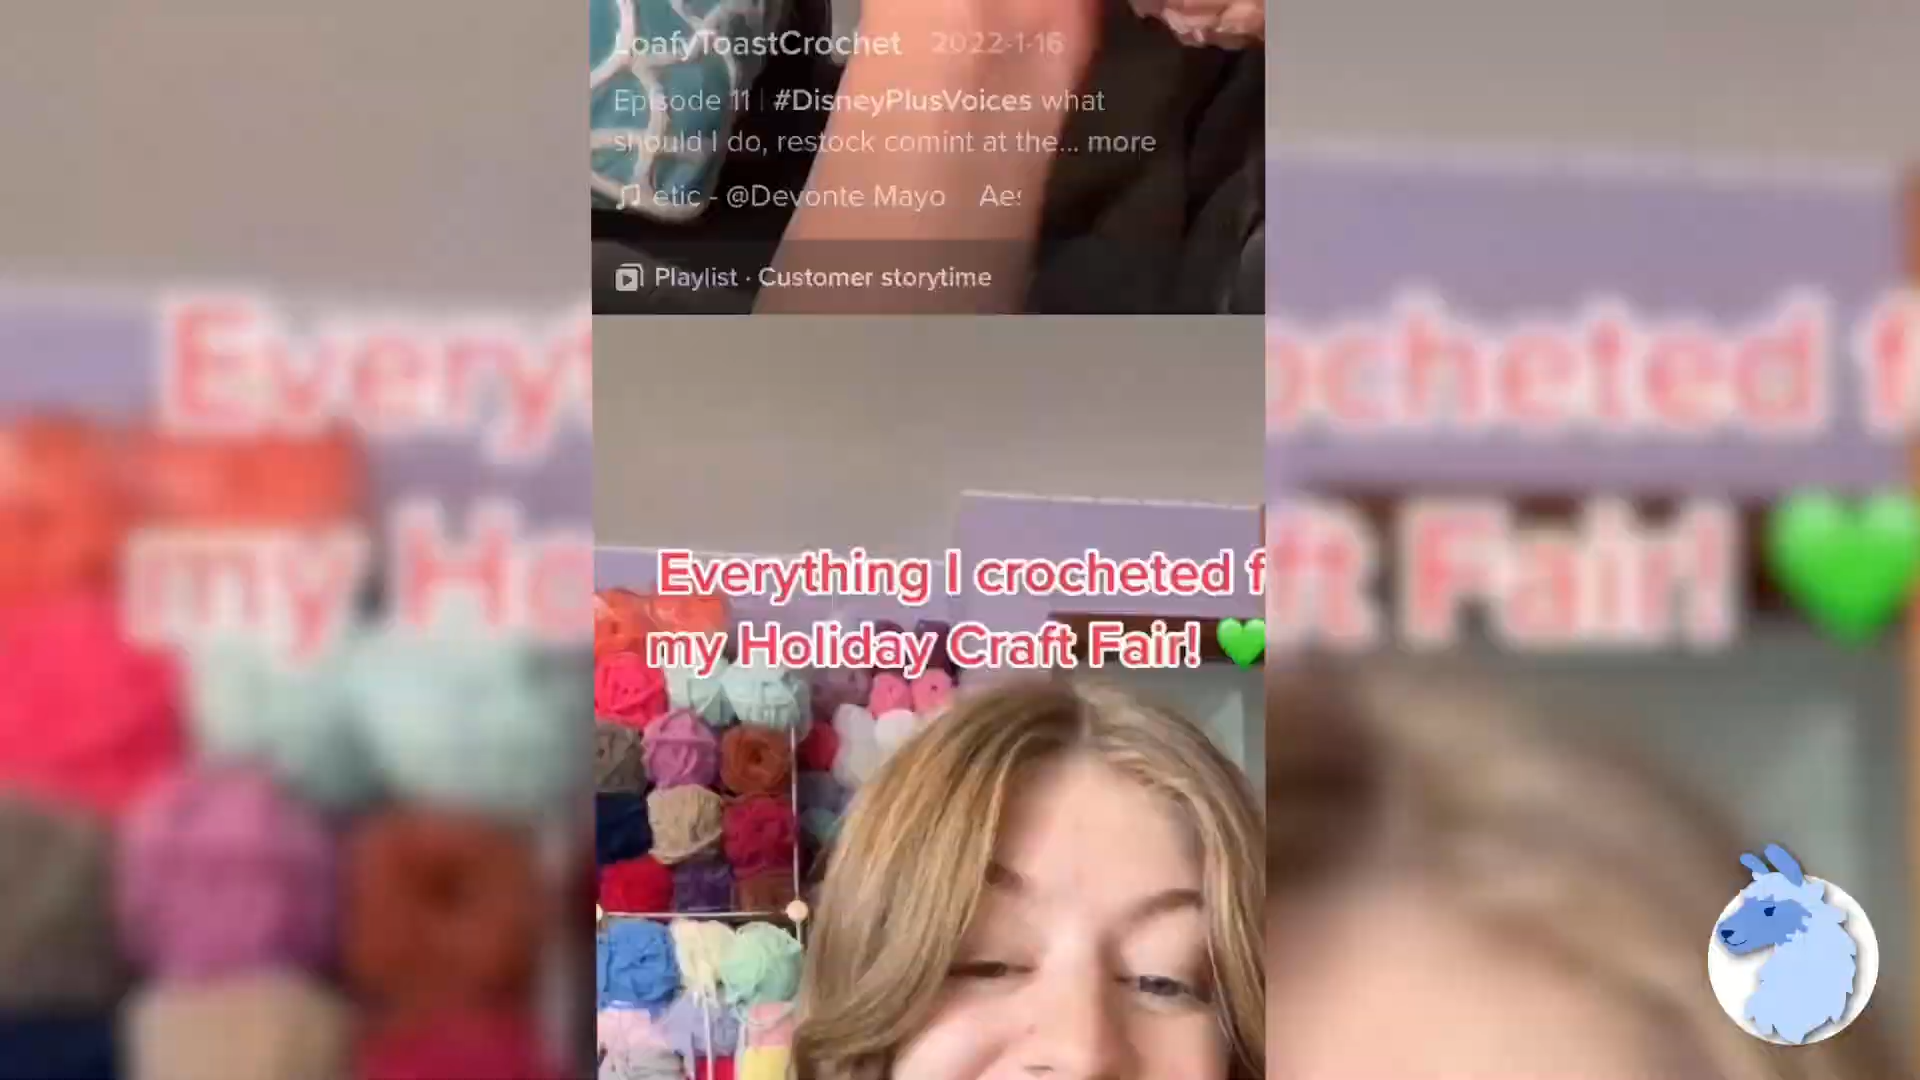 LoafyToastCrochet 2022-1-16
Episode 11 | #DisneyPlusVoices what
should I do, restock comint at the... more
etic - @Devonte Mayo Aes
Playlist · Customer storytime
Everything I crocheted f
my Holiday Craft Fair! 💚